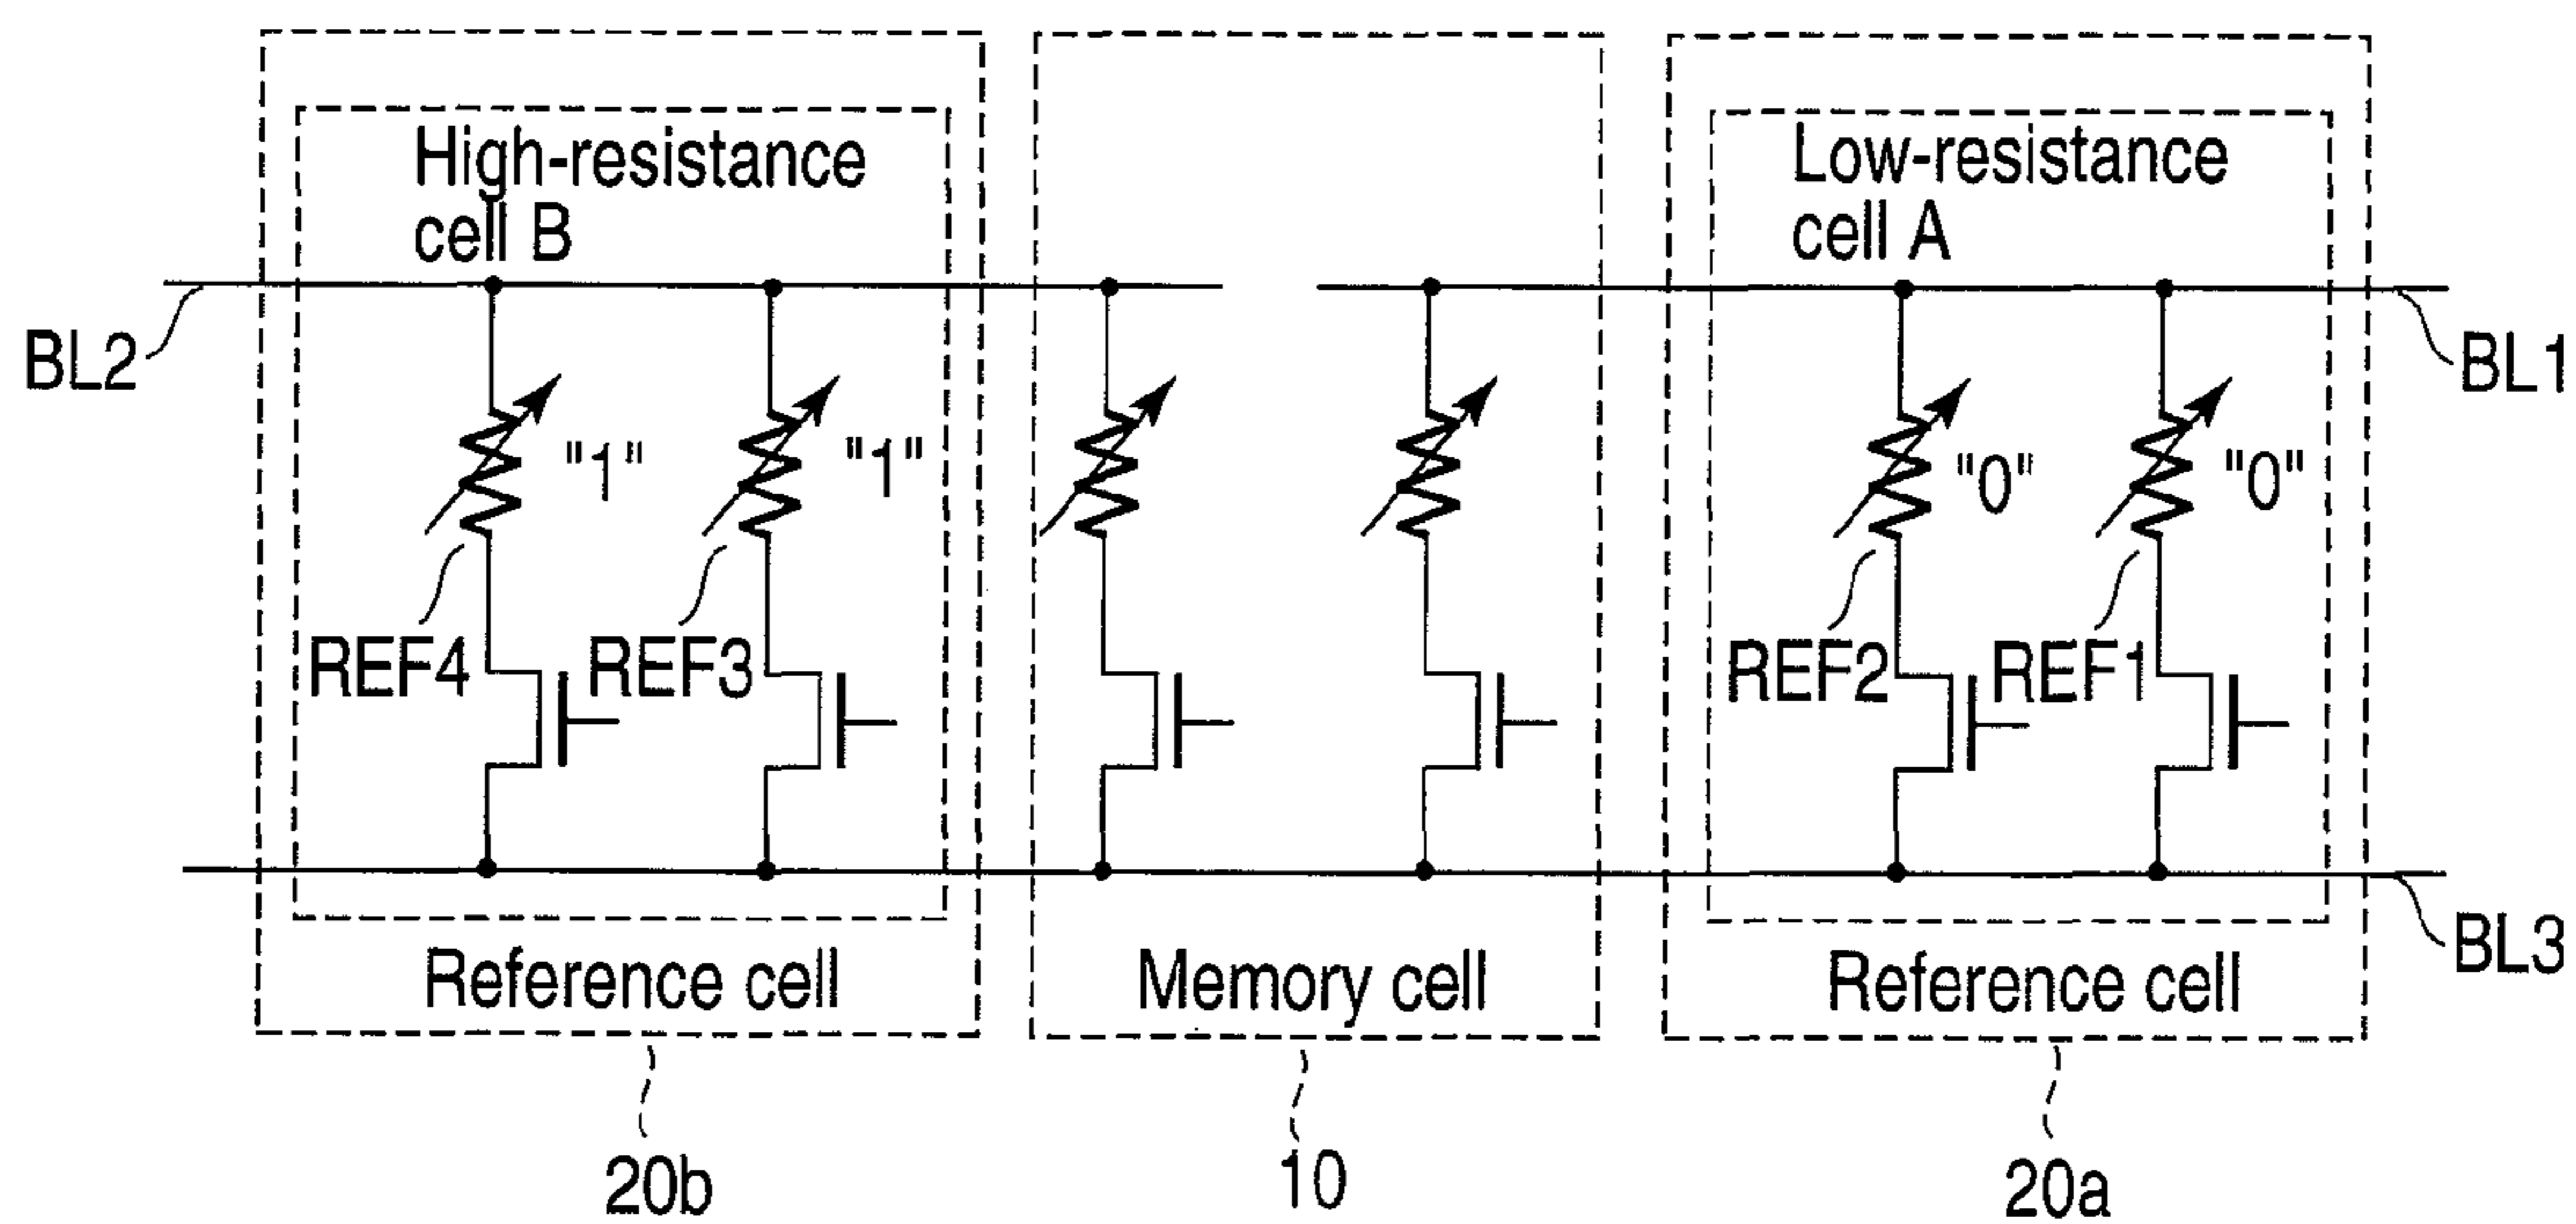 High-resistance
cell B
Low-resistance
cell A
BL2
BL1
"1"
"1"
"0"
"0"
REF4
REF3
REF2
REF1
BL3
Reference cell
Memory cell
Reference cell
20b
10
20a